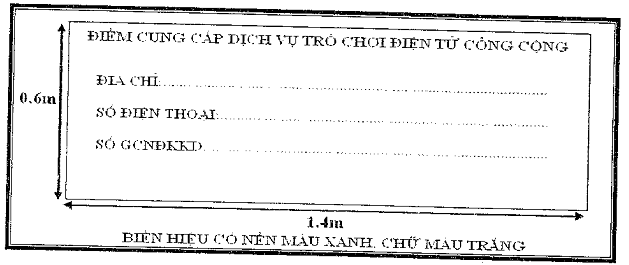 ĐIỂM CUNG CẤP DỊCH VỤ TRÒ CHƠI ĐIỆN TỬ CÔNG CỘNG
ĐỊA CHỈ:
0.6m
SỐ ĐIỆN THOẠI:
SỐ GCNĐKKD
1.4m
BIỂN HIỆU CÓ NỀN MÀU XANH, CHỮ MÀU TRẮNG